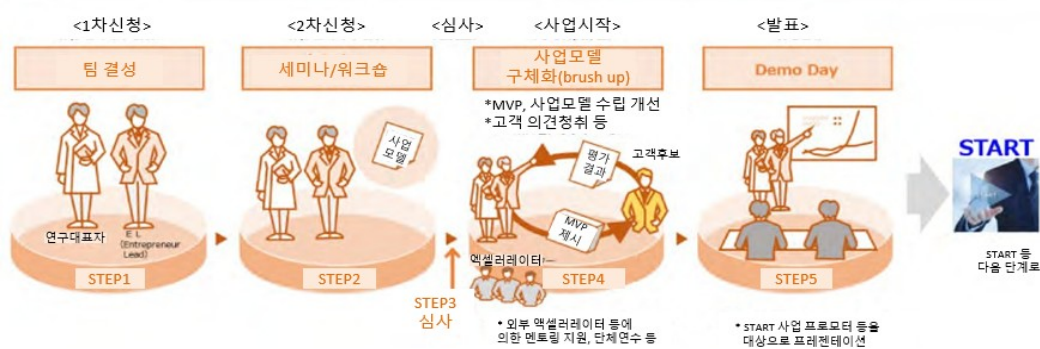 <1차신청>
<2차신청>
<심사>
<사업시작>
<발표>
팀 결성
세미나/워크숍
사업모델
구체화(brush up)
Demo Day
*MVP, 사업모델 수립 개선
*고객 의견청취 등
사업
모델
평가
결과
고객후보
MVP
제시
START
연구대표자
E L
(Entrepreneur
Lead)
액셀러레이터
STEP1
STEP2
STEP3
심사
STEP4
STEP5
START 등
다음 단계로
* 외부 액셀러레이터 등에
의한 멘토링 지원, 단체연수 등
* START 사업 프로모터 등을
대상으로 프레젠테이션